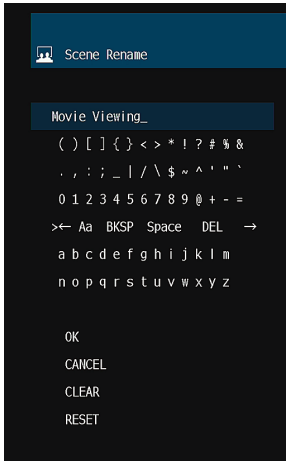 Scene Rename
Movie Viewing_
( ) [ ] { } < > * ! ? # % &
. , : ; _ | / \ $ ~ ^ ' " `
0 1 2 3 4 5 6 7 8 9 @ + - =
>← Aa BKSP Space DEL →
a b c d e f g h i j k l m
n o p q r s t u v w x y z
OK
CANCEL
CLEAR
RESET